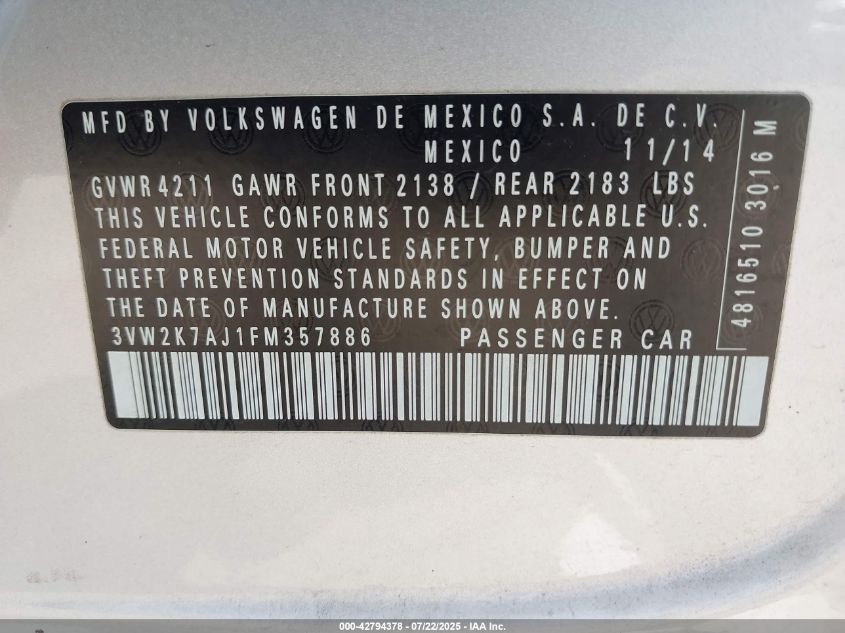 MFD BY VOLKSWAGEN DE MEXICO S.A. DE C.V.
MEXICO 11/14
GVWR 4211 GAWR FRONT 2138 / REAR 2183 LBS
THIS VEHICLE CONFORMS TO ALL APPLICABLE U.S.
FEDERAL MOTOR VEHICLE SAFETY, BUMPER AND
THEFT PREVENTION STANDARDS IN EFFECT ON
THE DATE OF MANUFACTURE SHOWN ABOVE.
3VW2K7AJ1FM357886 PASSENGER CAR
4816510 3016 M
000-42794378 - 07/22/2025 - IAA Inc.